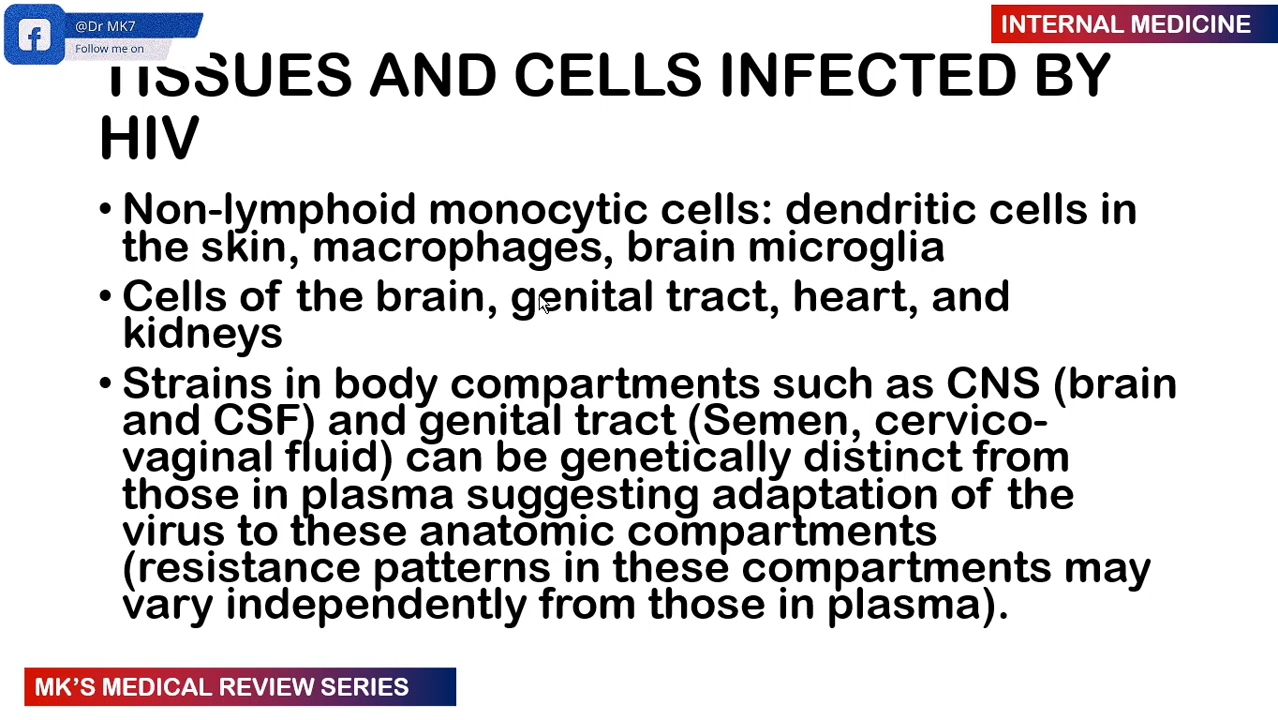 @Dr MK7
Follow me on
INTERNAL MEDICINE
TISSUES AND CELLS INFECTED BY
HIV
• Non-lymphoid monocytic cells: dendritic cells in
the skin, macrophages, brain microglia
• Cells of the brain, genital tract, heart, and
kidneys
• Strains in body compartments such as CNS (brain
and CSF) and genital tract (Semen, cervico-
vaginal fluid) can be genetically distinct from
those in plasma suggesting adaptation of the
virus to these anatomic compartments
(resistance patterns in these compartments may
vary independently from those in plasma).
MK’S MEDICAL REVIEW SERIES